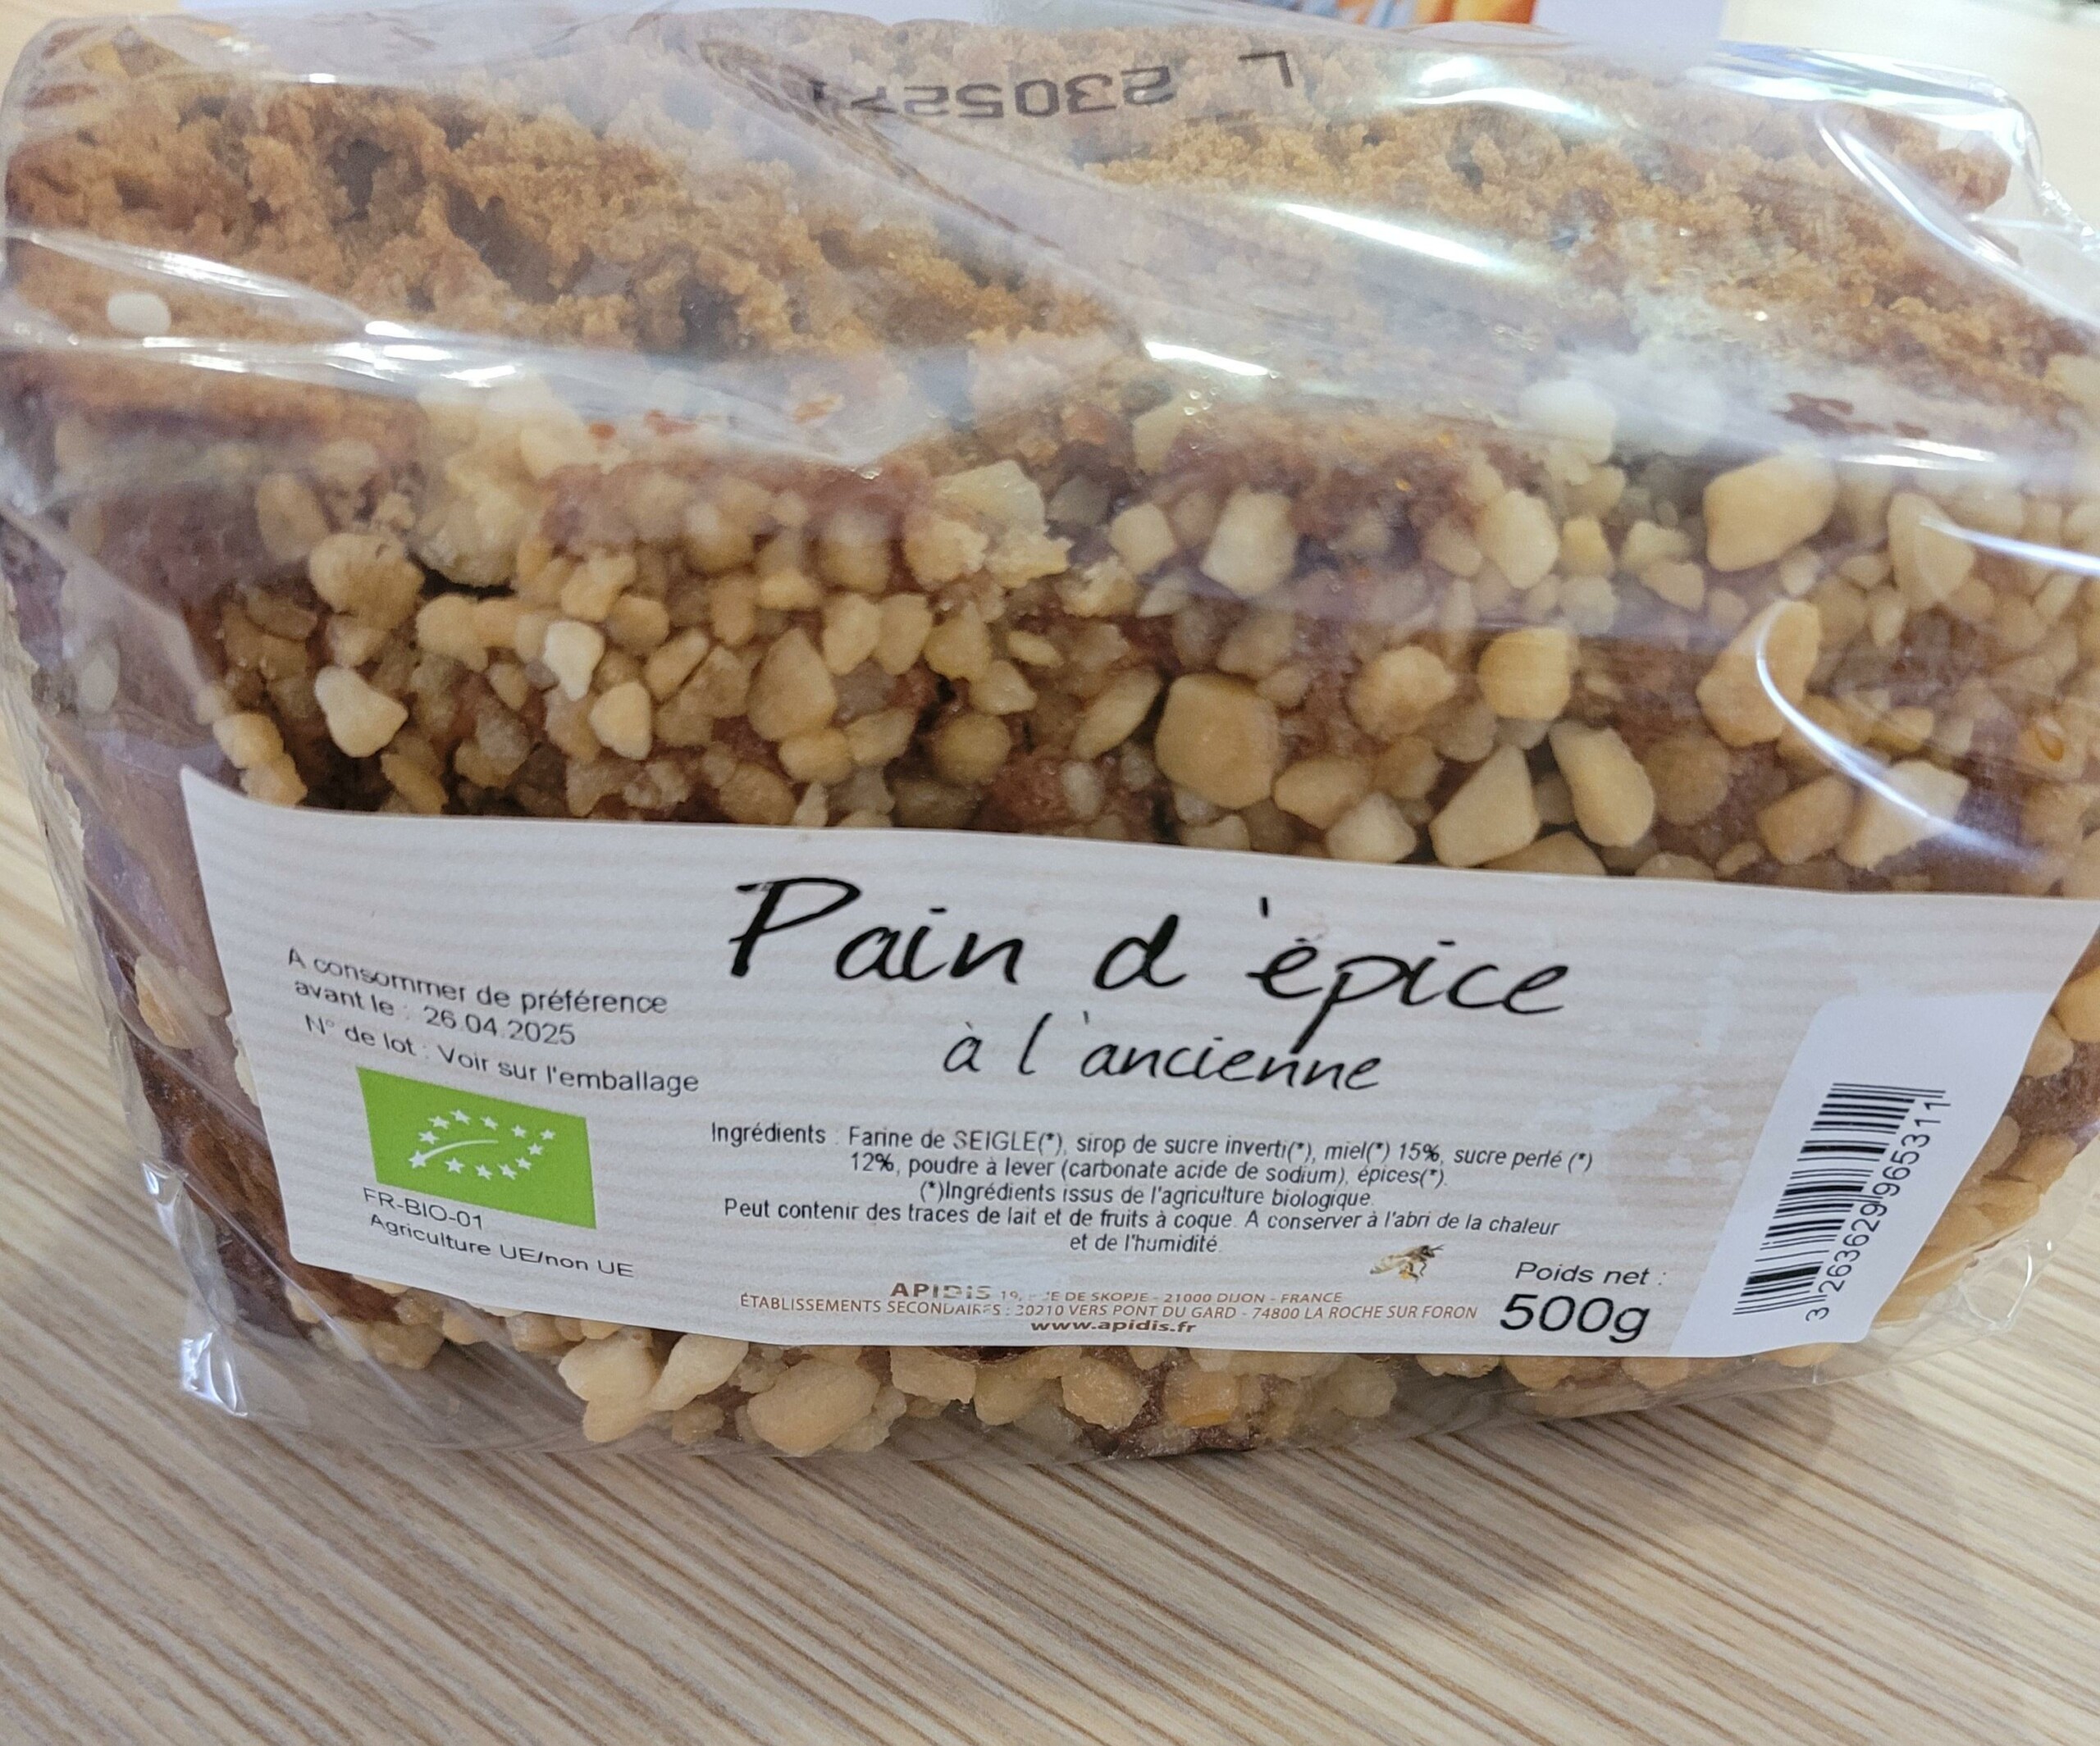 L 2305271
Pain d'épice
à l'ancienne
A consommer de préférence
avant le : 26.04.2025
N° de lot : Voir sur l'emballage
FR-BIO-01
Agriculture UE/non UE
Ingrédients : Farine de SEIGLE(*), sirop de sucre inverti(*), miel(*) 15%, sucre perlé (*)
12%, poudre à lever (carbonate acide de sodium), épices(*).
(*)Ingrédients issus de l'agriculture biologique.
Peut contenir des traces de lait et de fruits à coque. A conserver à l'abri de la chaleur
et de l'humidité.
APIDIS 19, DE SKOPJE - 21000 DIJON - FRANCE
ÉTABLISSEMENTS SECONDAIRES : 30210 VERS PONT DU GARD - 74800 LA ROCHE SUR FORON
www.apidis.fr
Poids net :
500g
3 263629 965311